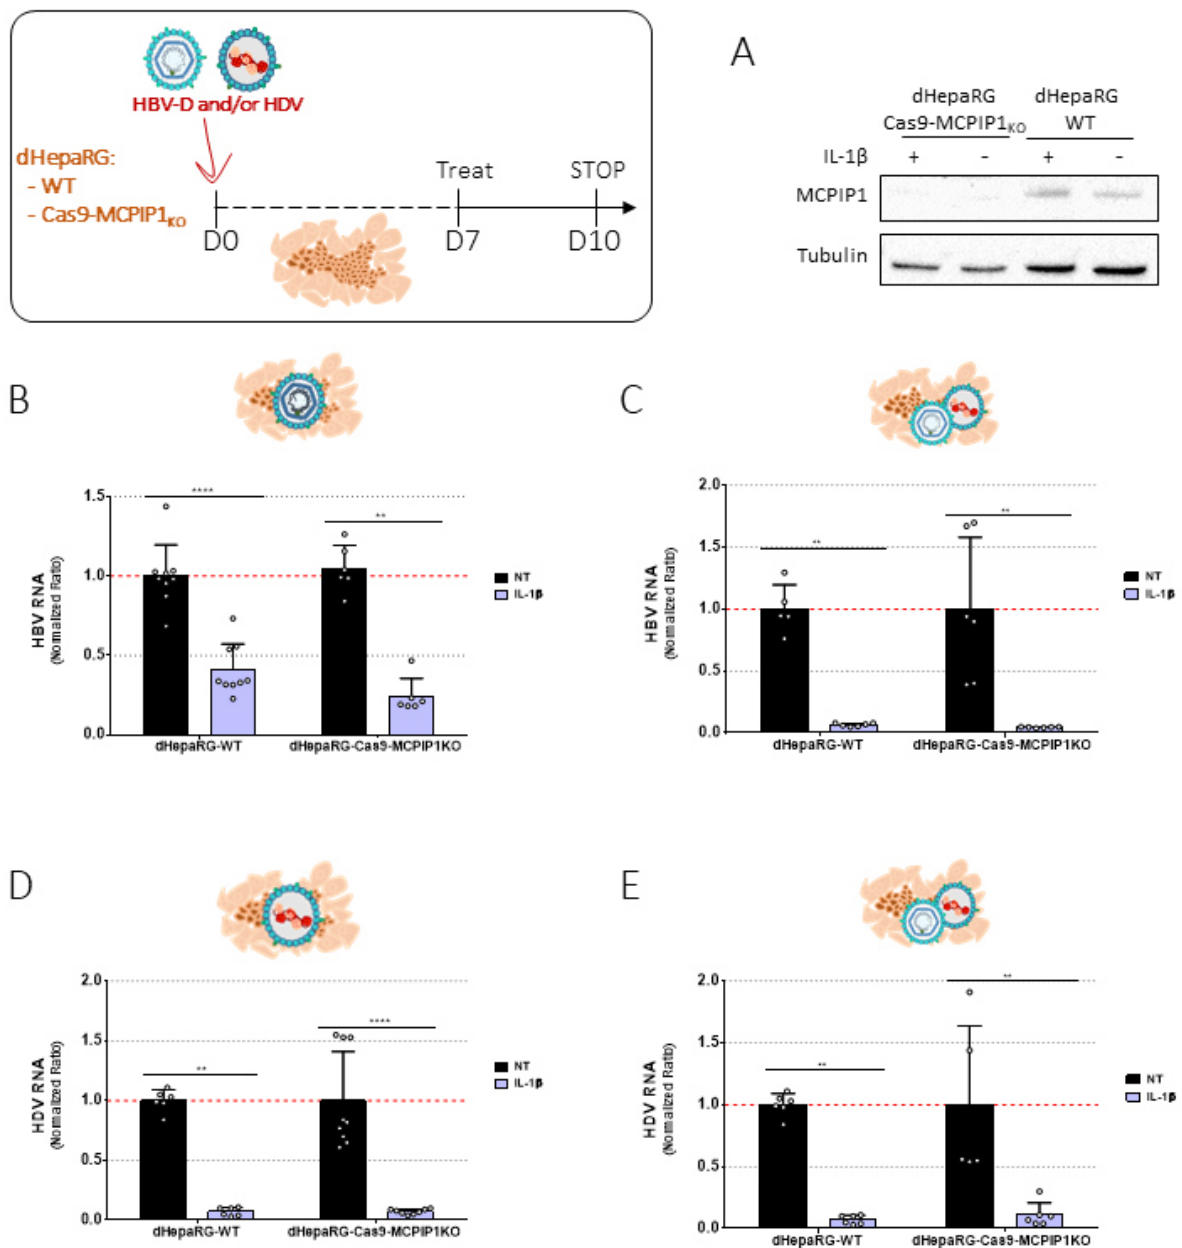 HBV-D and/or HDV
dHepaRG:
- WT
- Cas9-MCPIP1KO
Treat
STOP
D0
D7
D10
A
dHepaRG
Cas9-MCPIP1KO
dHepaRG
WT
IL-1β
+
-
+
-
MCPIP1
Tubulin
B
HBV RNA
(Normalized Ratio)
1.5
1.0
0.5
0.0
****
**
dHepaRG-WT
dHepaRG-Cas9-MCPIP1KO
NT
IL-1β
C
HBV RNA
(Normalized Ratio)
2.0
1.5
1.0
0.5
0.0
**
**
dHepaRG-WT
dHepaRG-Cas9-MCPIP1KO
NT
IL-1β
D
HDV RNA
(Normalized Ratio)
2.0
1.5
1.0
0.5
0.0
**
****
dHepaRG-WT
dHepaRG-Cas9-MCPIP1KO
NT
IL-1β
E
HDV RNA
(Normalized Ratio)
2.0
1.5
1.0
0.5
0.0
**
**
dHepaRG-WT
dHepaRG-Cas9-MCPIP1KO
NT
IL-1β